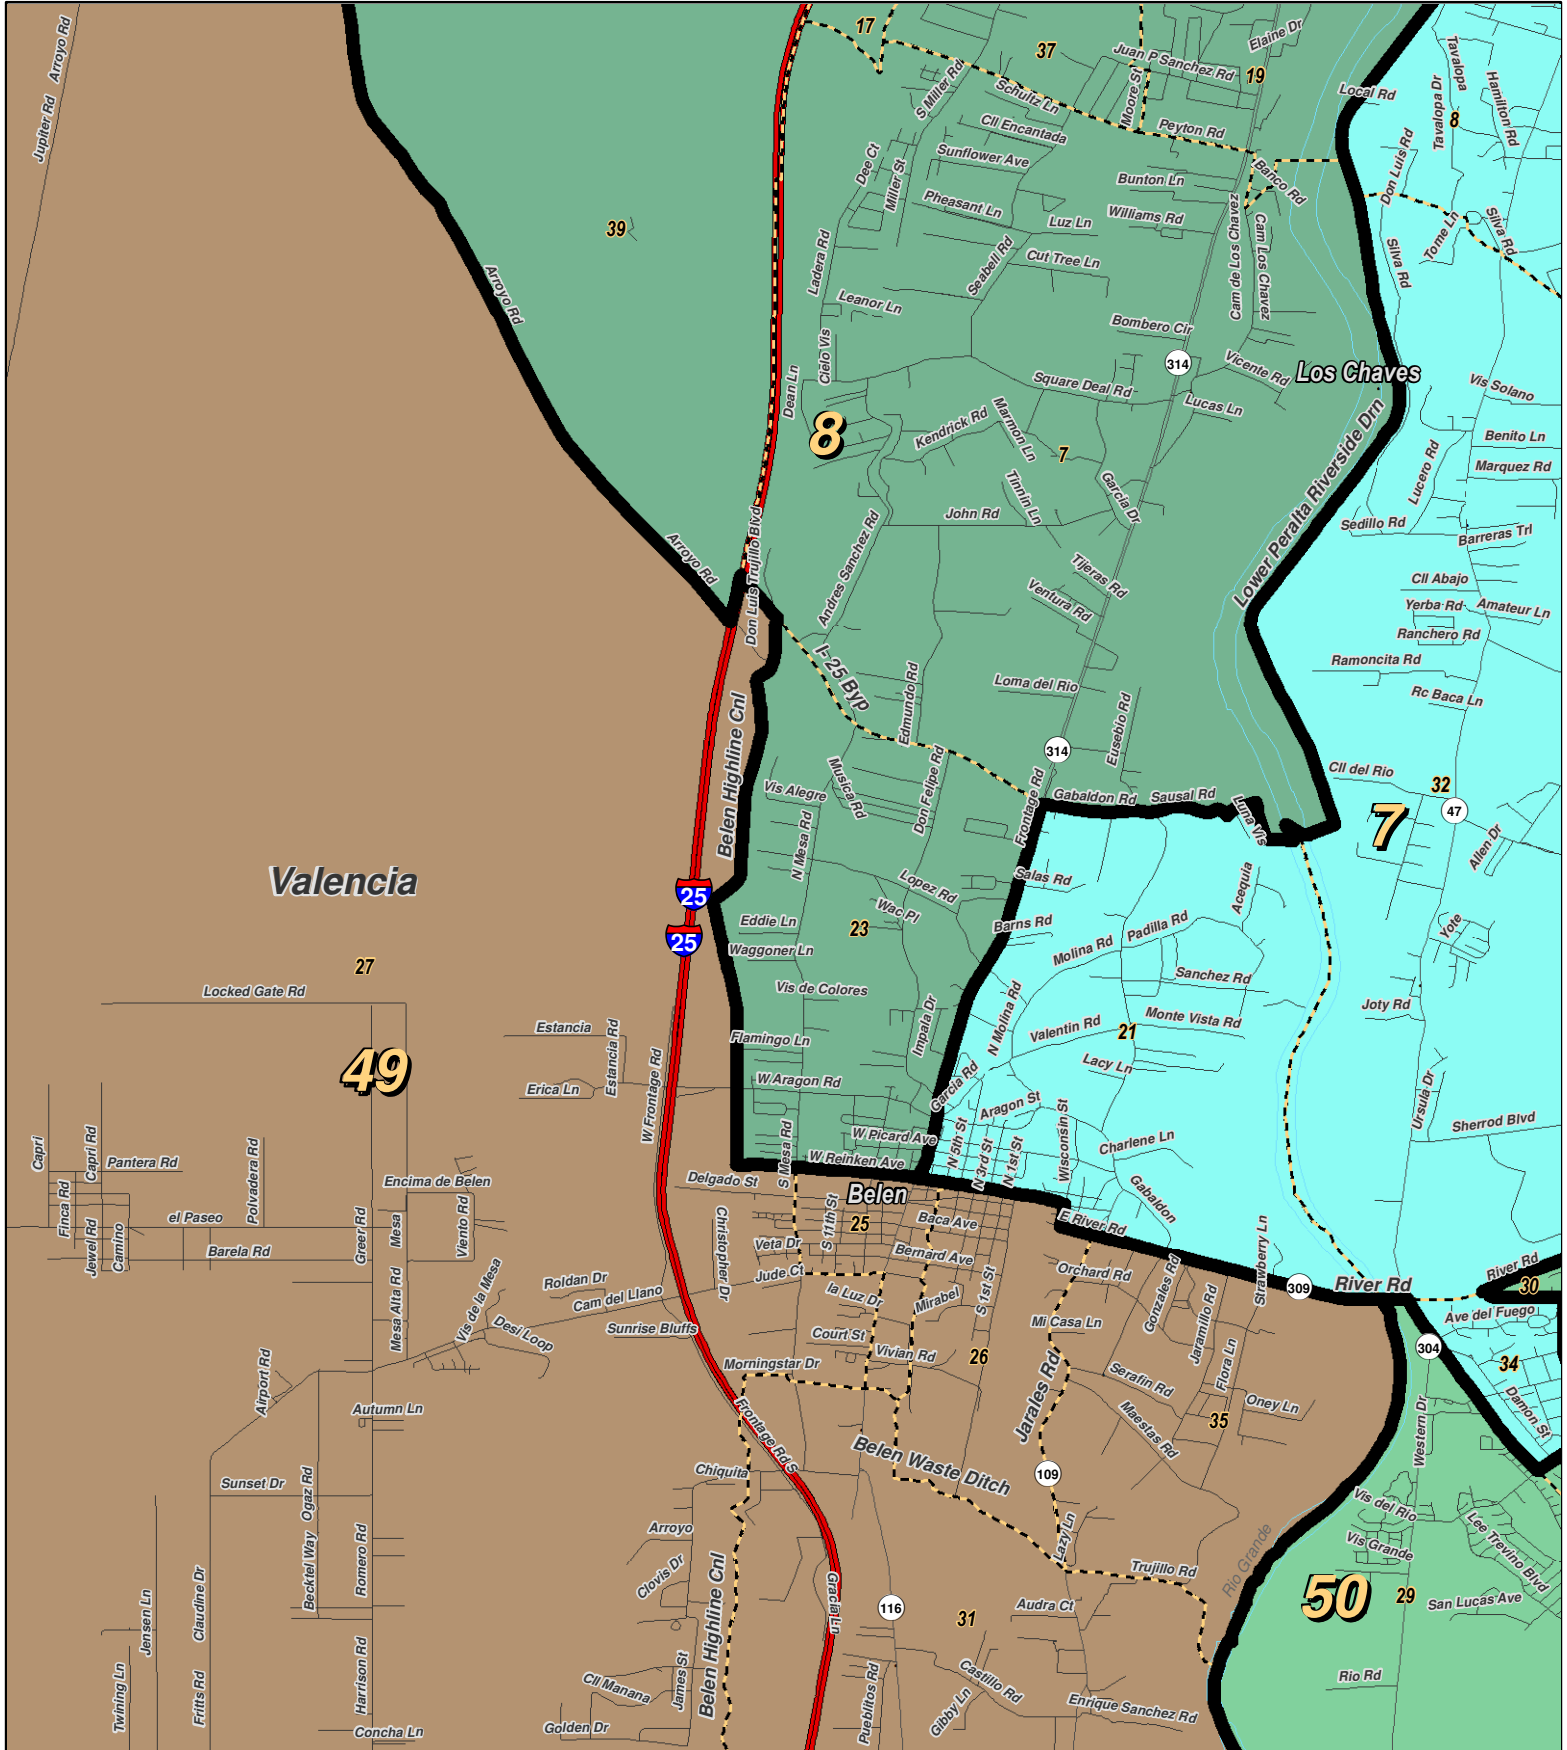 Jupiter Rd
Arroyo Rd
17
37
Juan P Sanchez Rd
Elaine Dr
19
Tavalopa
Tavalopa Dr
Hamilton Rd
Local Rd
8
S Miller Rd
Schultz Ln
Moore St
Cll Encantada
Peyton Rd
Sunflower Ave
Dee Ct
Miller St
Bunton Ln
Banco Rd
Don Luis Rd
Pheasant Ln
Luz Ln
Williams Rd
Cam de Los Chavez
Cam Los Chavez
Tome Ln
Silva Rd
Silva Rd
39
Ladera Rd
Seabell Rd
Cut Tree Ln
Arroyo Rd
Leanor Ln
Bombero Cir
314
Vicente Rd
Los Chaves
Cielo Vis
Dean Ln
Square Deal Rd
Lucas Ln
Vis Solano
8
Kendrick Rd
Marmon Ln
7
Benito Ln
Marquez Rd
Lucero Rd
Tinnin Ln
Garcia Dr
John Rd
Sedillo Rd
Barreras Trl
Lower Peralta Riverside Drn
Arroyo Rd
Don Luis Trujillo Blvd
Andres Sanchez Rd
Tijeras Rd
Ventura Rd
Cll Abajo
Yerba Rd
Amateur Ln
Ranchero Rd
Ramoncita Rd
I- 25 Byp
Edmundo Rd
Loma del Rio
Eusebio Rd
Rc Baca Ln
Belen Highline Cnl
314
Cll del Rio
32
47
7
Allen Dr
Vis Alegre
Musica Rd
Don Felipe Rd
Frontage Rd
Gabaldon Rd
Sausal Rd
Luna Vis
N Mesa Rd
Valencia
25
25
Lopez Rd
Salas Rd
Acequia
Wac Pl
Eddie Ln
23
Barns Rd
Padilla Rd
Yote
Waggoner Ln
Molina Rd
27
Sanchez Rd
Locked Gate Rd
Vis de Colores
N Molina Rd
Joty Rd
Impala Dr
Estancia
Estancia Rd
Flamingo Ln
Valentin Rd
21
Monte Vista Rd
49
W Frontage Rd
Lacy Ln
Ursula Dr
Erica Ln
W Aragon Rd
Garcia Rd
Aragon St
Wisconsin St
Sherrod Blvd
Capri
Capri Rd
Pantera Rd
Polvadera Rd
W Picard Ave
Charlene Ln
N 5th St
N 3rd St
N 1st St
S Mesa Rd
W Reinken Ave
Encima de Belen
Delgado St
Belen
Gabaldon
Finca Rd
el Paseo
Green Rd
Mesa
Viento Rd
S 11th St
25
Baca Ave
E River Rd
Strawberry Ln
Jewel Rd
Camino
Barela Rd
Christopher Dr
Veta Dr
Bernard Ave
Orchard Rd
Gonzales Rd
River Rd
Mesa Alta Rd
Vis de la Mesa
Roldan Dr
Cam del Llano
Jude Ct
la Luz Dr
Mirabel
S 1st St
Jaramillo Rd
309
River Rd
30
Sunrise Bluffs
Desi Loop
Court St
Mi Casa Ln
Ave del Fuego
304
Vivian Rd
26
Jarales Rd
Flora Ln
34
Airport Rd
Morningstar Dr
Serafin Rd
Oney Ln
Damon St
Autumn Ln
Frontage Rd S
Maestas Rd
35
Western Dr
Belen Waste Ditch
109
Chiquita
Sunset Dr
Ogaz Rd
Vis del Rio
Arroyo
Lazy Ln
Rio Grande
Vis Grande
Lee Trevino Blvd
Becktel Way
Romero Rd
Clovis Dr
Trujillo Rd
50
29
San Lucas Ave
Jensen Ln
Claudine Dr
Belen Highline Cnl
Gracia Ln
116
31
Audra Ct
Harrison Rd
James St
Cll Manana
Castillo Rd
Rio Rd
Twining Ln
Fritts Rd
Concha Ln
Golden Dr
Pueblitos Rd
Gibby Ln
Enrique Sanchez Rd